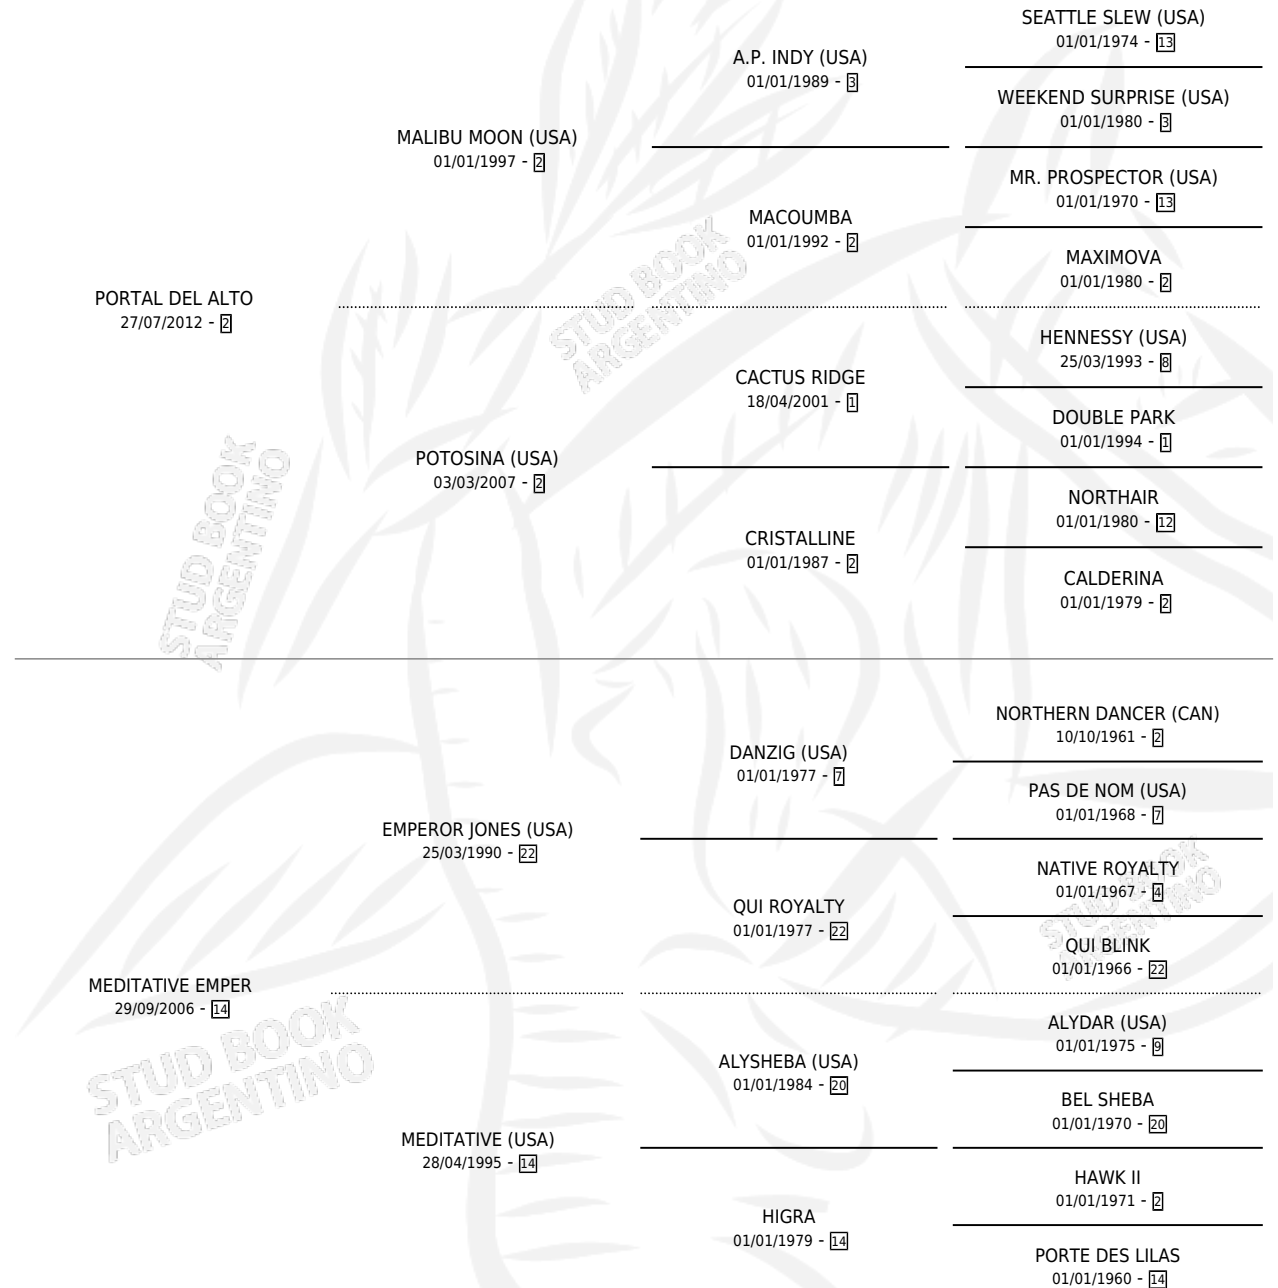 SEATTLE SLEW (USA)
01/01/1974 - 13
A.P. INDY (USA)
01/01/1989 - 3
WEEKEND SURPRISE (USA)
01/01/1980 - 3
MALIBU MOON (USA)
01/01/1997 - 2
MR. PROSPECTOR (USA)
01/01/1970 - 13
MACOUMBA
01/01/1992 - 2
MAXIMOVA
01/01/1980 - 2
PORTAL DEL ALTO
27/07/2012 - 2
STUD BOOK
ARGENTINO
HENNESSY (USA)
25/03/1993 - 8
CACTUS RIDGE
18/04/2001 - 1
DOUBLE PARK
01/01/1994 - 1
POTOSINA (USA)
03/03/2007 - 2
NORTHAIR
01/01/1980 - 12
CRISTALLINE
01/01/1987 - 2
CALDERINA
01/01/1979 - 2
STUD BOOK
ARGENTINO
NORTHERN DANCER (CAN)
10/10/1961 - 2
DANZIG (USA)
01/01/1977 - 7
PAS DE NOM (USA)
01/01/1968 - 7
EMPEROR JONES (USA)
25/03/1990 - 22
NATIVE ROYALTY
01/01/1967 - 4
QUI ROYALTY
01/01/1977 - 22
STUD BOOK
ARGENTINO
QUI BLINK
01/01/1966 - 22
MEDITATIVE EMPER
29/09/2006 - 14
STUD BOOK
ARGENTINO
ALYDAR (USA)
01/01/1975 - 9
ALYSHEBA (USA)
01/01/1984 - 20
BEL SHEBA
01/01/1970 - 20
MEDITATIVE (USA)
28/04/1995 - 14
HAWK II
01/01/1971 - 2
HIGRA
01/01/1979 - 14
PORTE DES LILAS
01/01/1960 - 14